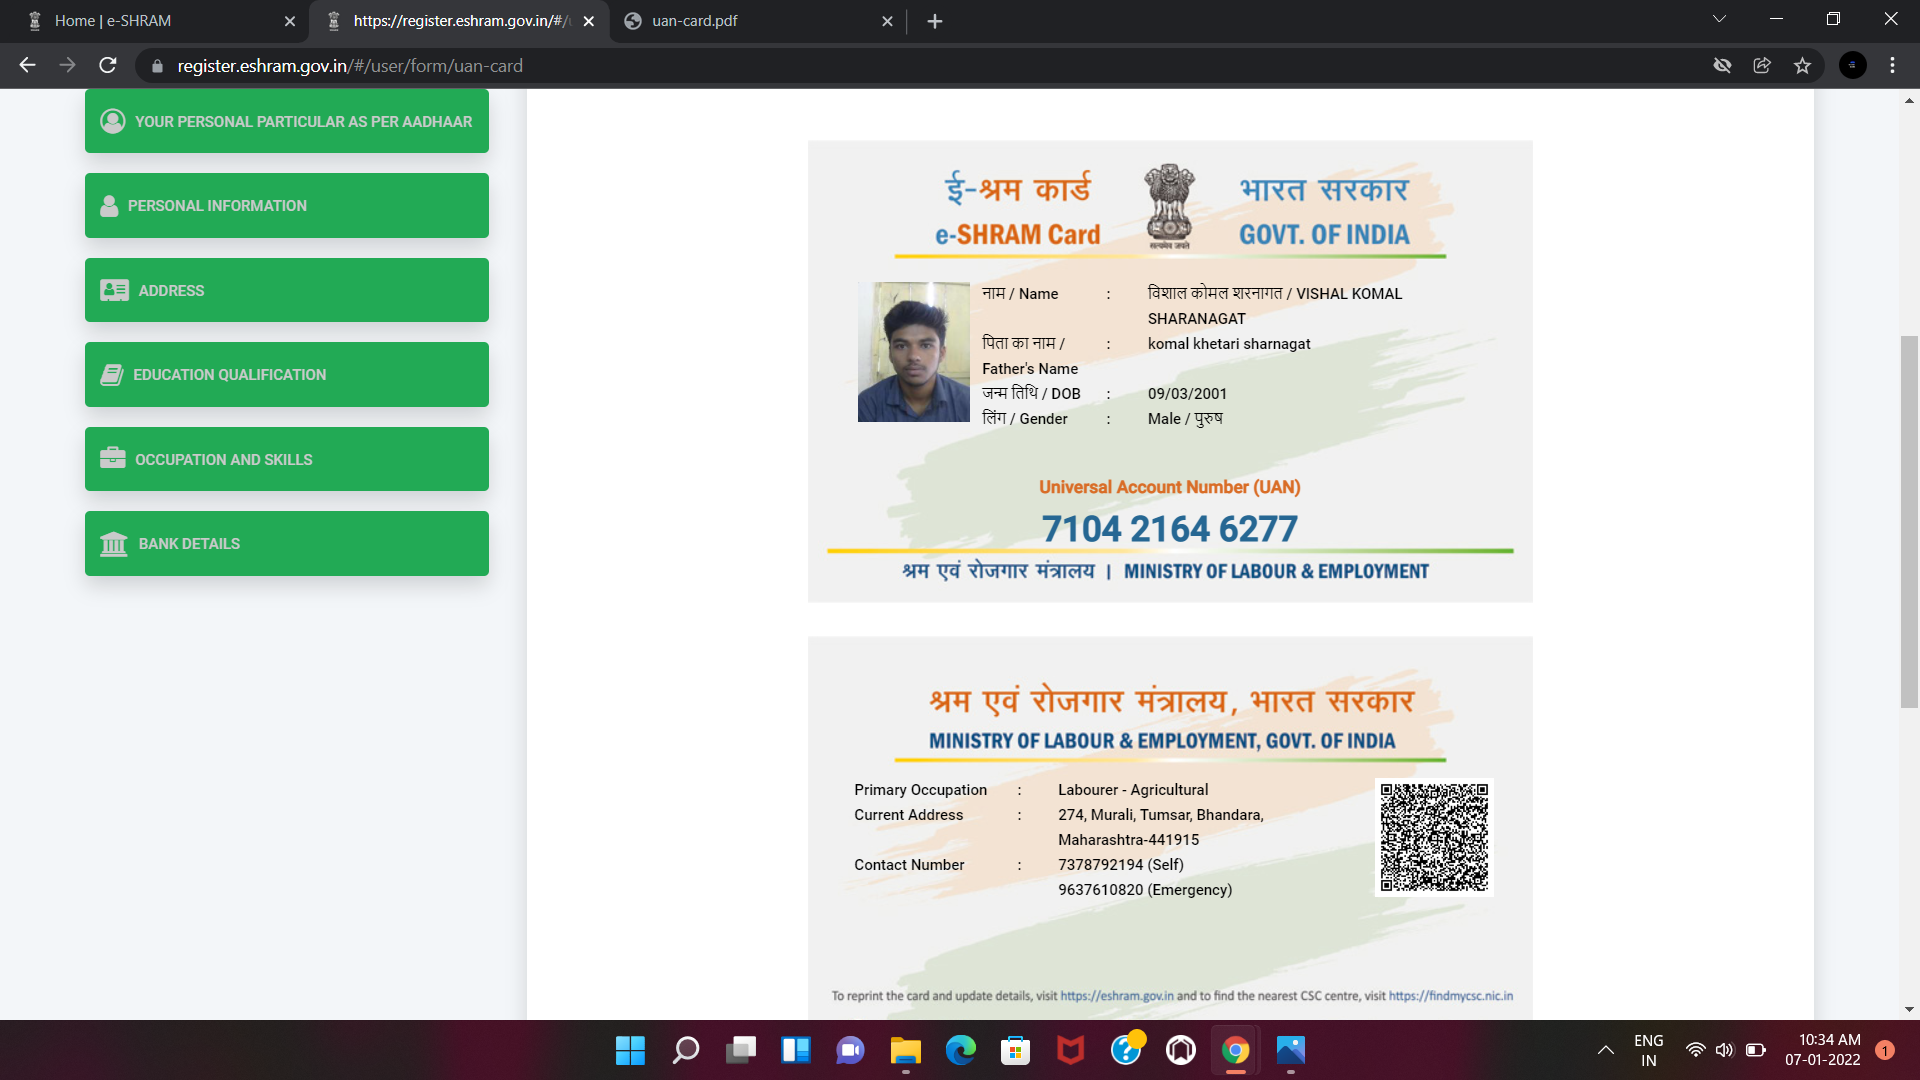 Home | e-SHRAM
https://register.eshram.gov.in/#/u
uan-card.pdf
register.eshram.gov.in/#/user/form/uan-card
YOUR PERSONAL PARTICULAR AS PER AADHAAR
PERSONAL INFORMATION
ADDRESS
EDUCATION QUALIFICATION
OCCUPATION AND SKILLS
BANK DETAILS
ई-श्रम कार्ड भारत सरकार
e-SHRAM Card GOVT. OF INDIA
सत्यमेव जयते
नाम / Name : विशाल कोमल शरनागत / VISHAL KOMAL
SHARANAGAT
पिता का नाम / : komal khetari sharnagat
Father's Name
जन्म तिथि / DOB : 09/03/2001
लिंग / Gender : Male / पुरुष
Universal Account Number (UAN)
7104 2164 6277
श्रम एवं रोजगार मंत्रालय | MINISTRY OF LABOUR & EMPLOYMENT
श्रम एवं रोजगार मंत्रालय, भारत सरकार
MINISTRY OF LABOUR & EMPLOYMENT, GOVT. OF INDIA
Primary Occupation : Labourer - Agricultural
Current Address : 274, Murali, Tumsar, Bhandara,
Maharashtra-441915
Contact Number : 7378792194 (Self)
9637610820 (Emergency)
To reprint the card and update details, visit https://eshram.gov.in and to find the nearest CSC centre, visit https://findmycsc.nic.in
ENG
IN
10:34 AM
07-01-2022
1